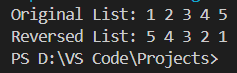 Original List: 1 2 3 4 5
Reversed List: 5 4 3 2 1
PS D:\VS Code\Projects>